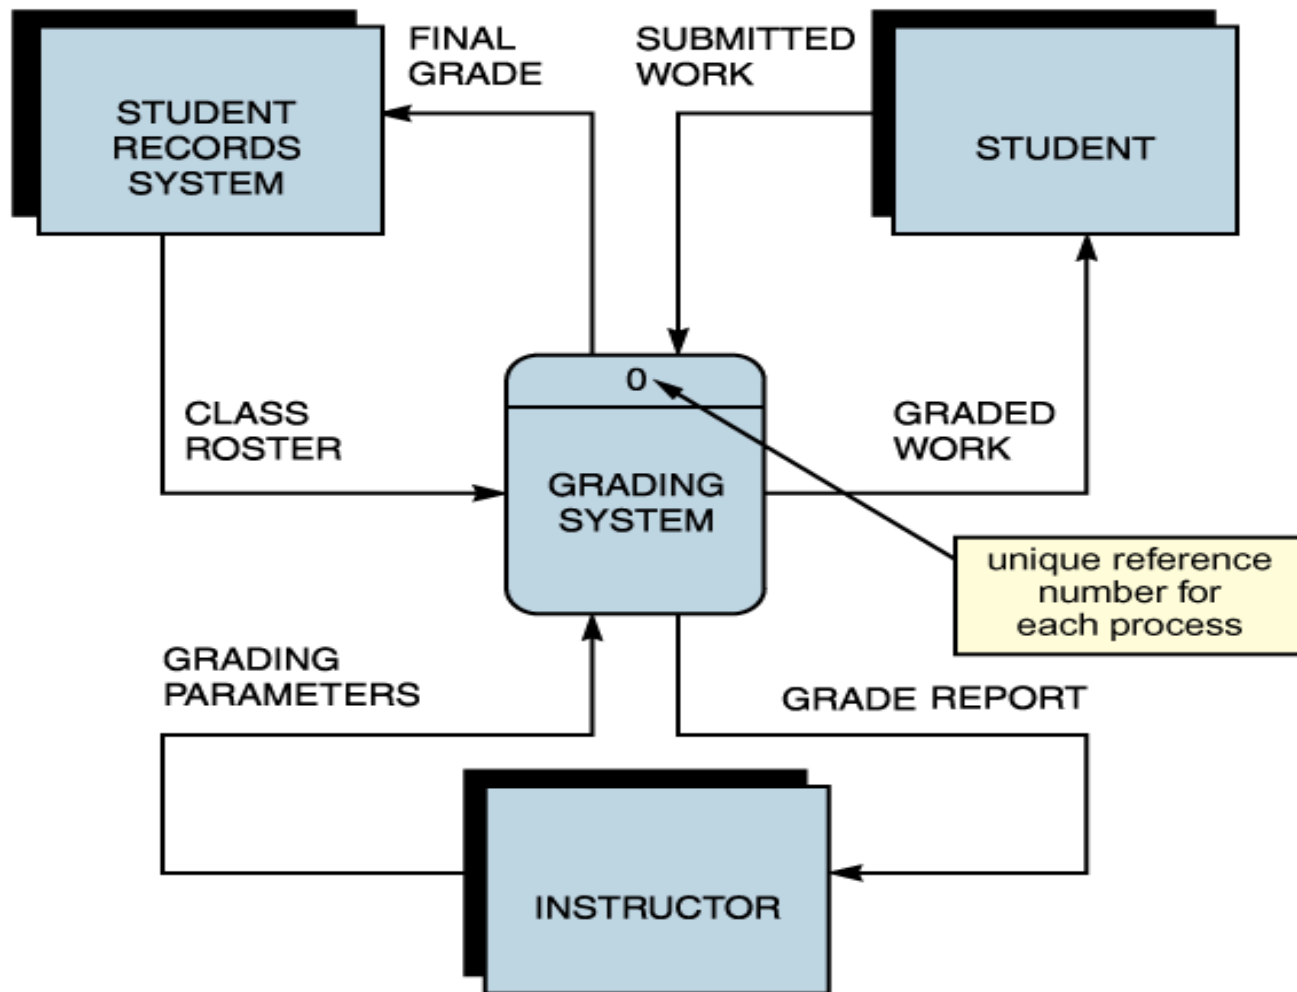 FINAL
GRADE
SUBMITTED
WORK
STUDENT
RECORDS
SYSTEM
STUDENT
0
CLASS
ROSTER
GRADED
WORK
GRADING
SYSTEM
unique reference
number for
each process
GRADING
PARAMETERS
GRADE REPORT
INSTRUCTOR